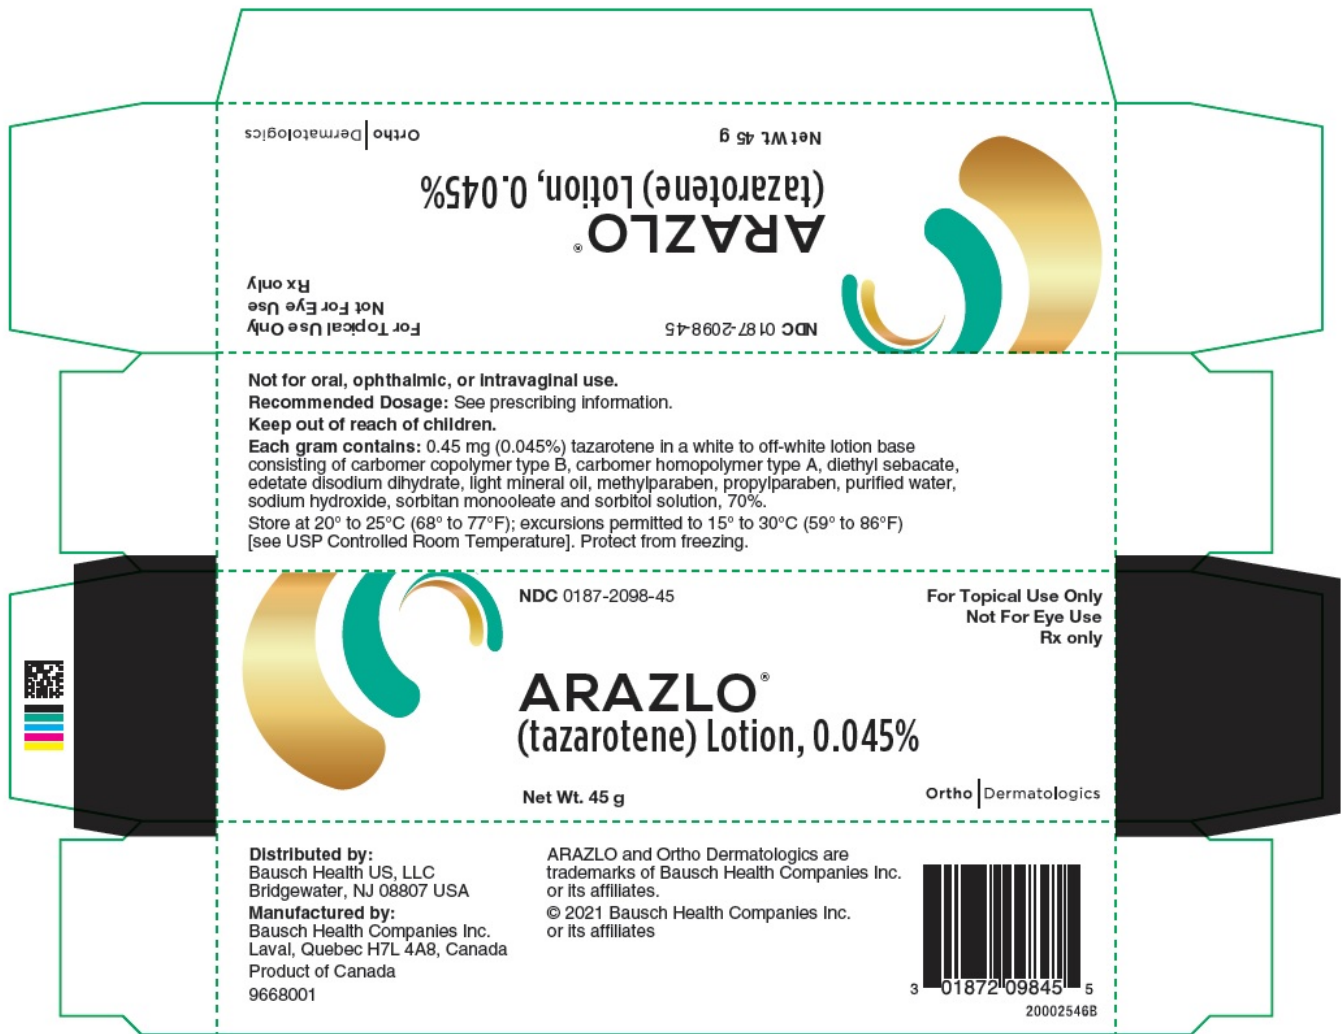 NDC 0187-2098-45
For Topical Use Only
Not For Eye Use
Rx only
ARAZLO®
(tazarotene) Lotion, 0.045%
Net Wt. 45 g
Ortho | Dermatologics
Not for oral, ophthalmic, or intravaginal use.
Recommended Dosage: See prescribing information.
Keep out of reach of children.
Each gram contains: 0.45 mg (0.045%) tazarotene in a white to off-white lotion base
consisting of carbomer copolymer type B, carbomer homopolymer type A, diethyl sebacate,
edetate disodium dihydrate, light mineral oil, methylparaben, propylparaben, purified water,
sodium hydroxide, sorbitan monooleate and sorbitol solution, 70%.
Store at 20° to 25°C (68° to 77°F); excursions permitted to 15° to 30°C (59° to 86°F)
[see USP Controlled Room Temperature]. Protect from freezing.
NDC 0187-2098-45
For Topical Use Only
Not For Eye Use
Rx only
ARAZLO®
(tazarotene) Lotion, 0.045%
Net Wt. 45 g
Ortho | Dermatologics
Distributed by:
Bausch Health US, LLC
Bridgewater, NJ 08807 USA
Manufactured by:
Bausch Health Companies Inc.
Laval, Quebec H7L 4A8, Canada
Product of Canada
9668001
ARAZLO and Ortho Dermatologics are
trademarks of Bausch Health Companies Inc.
or its affiliates.
© 2021 Bausch Health Companies Inc.
or its affiliates
3 01872 09845 5
20002546B